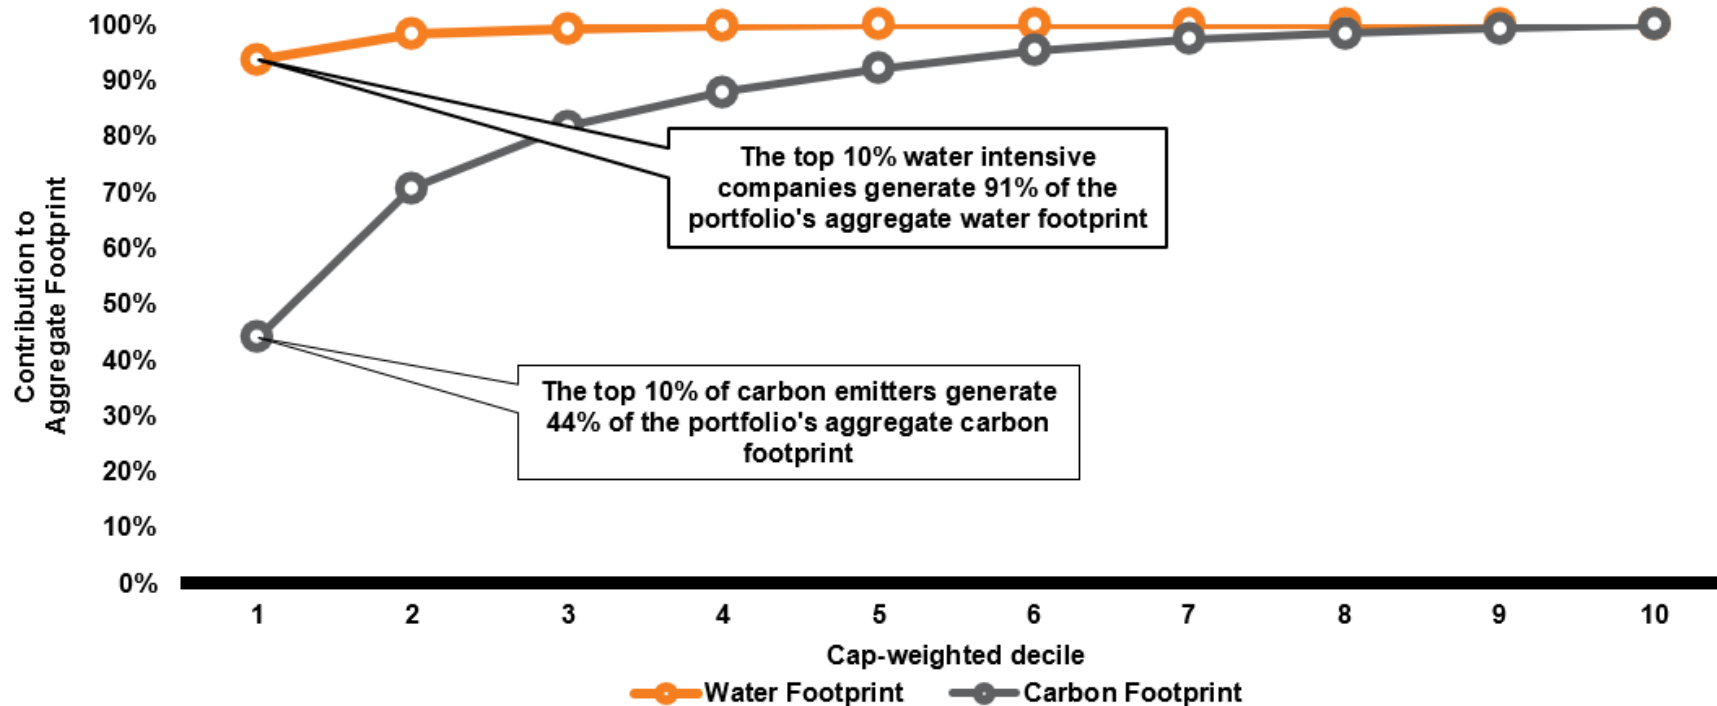 100%
90%
80%
70%
60%
50%
40%
30%
20%
10%
0%
Contribution to
Aggregate Footprint
The top 10% water intensive
companies generate 91% of the
portfolio's aggregate water footprint
The top 10% of carbon emitters generate
44% of the portfolio's aggregate carbon
footprint
1 2 3 4 5 6 7 8 9 10
Cap-weighted decile
Water Footprint Carbon Footprint